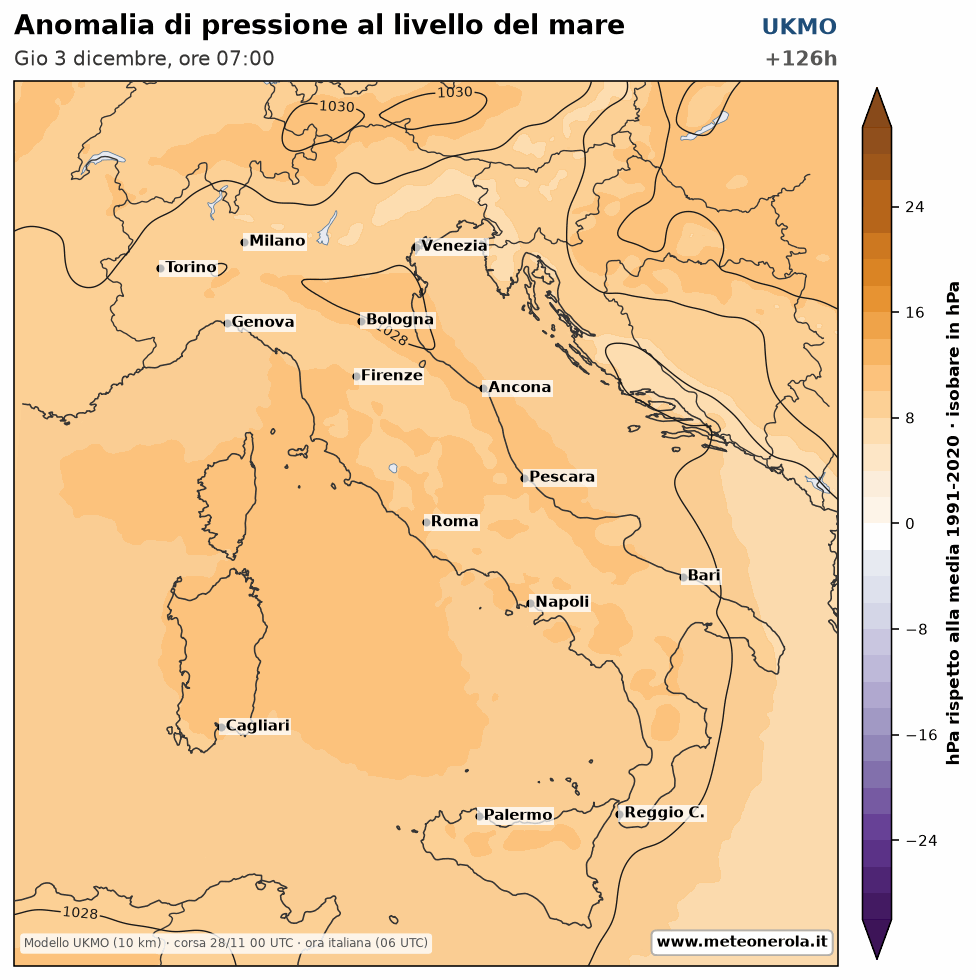 Anomalia di pressione al livello del mare
UKMO
Gio 3 dicembre, ore 07:00
+126h
1030
1030
Milano
Venezia
Torino
Genova
Bologna
1028
Firenze
Ancona
Pescara
Roma
Bari
Napoli
Cagliari
Palermo
Reggio C.
1028
Modello UKMO (10 km) · corsa 28/11 00 UTC · ora italiana (06 UTC)
www.meteonerola.it
24
16
8
0
−8
−16
−24
hPa rispetto alla media 1991-2020 · isobare in hPa